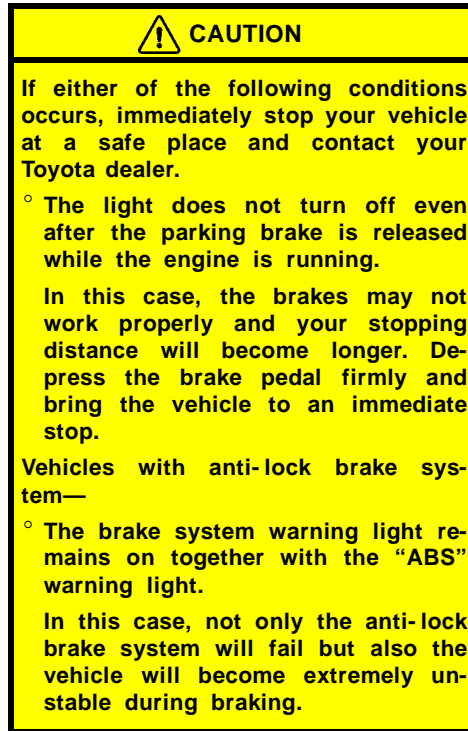 CAUTION
If either of the following conditions
occurs, immediately stop your vehicle
at a safe place and contact your
Toyota dealer.
° The light does not turn off even
after the parking brake is released
while the engine is running.
In this case, the brakes may not
work properly and your stopping
distance will become longer. De-
press the brake pedal firmly and
bring the vehicle to an immediate
stop.
Vehicles with anti-lock brake sys-
tem—
° The brake system warning light re-
mains on together with the “ABS”
warning light.
In this case, not only the anti-lock
brake system will fail but also the
vehicle will become extremely un-
stable during braking.